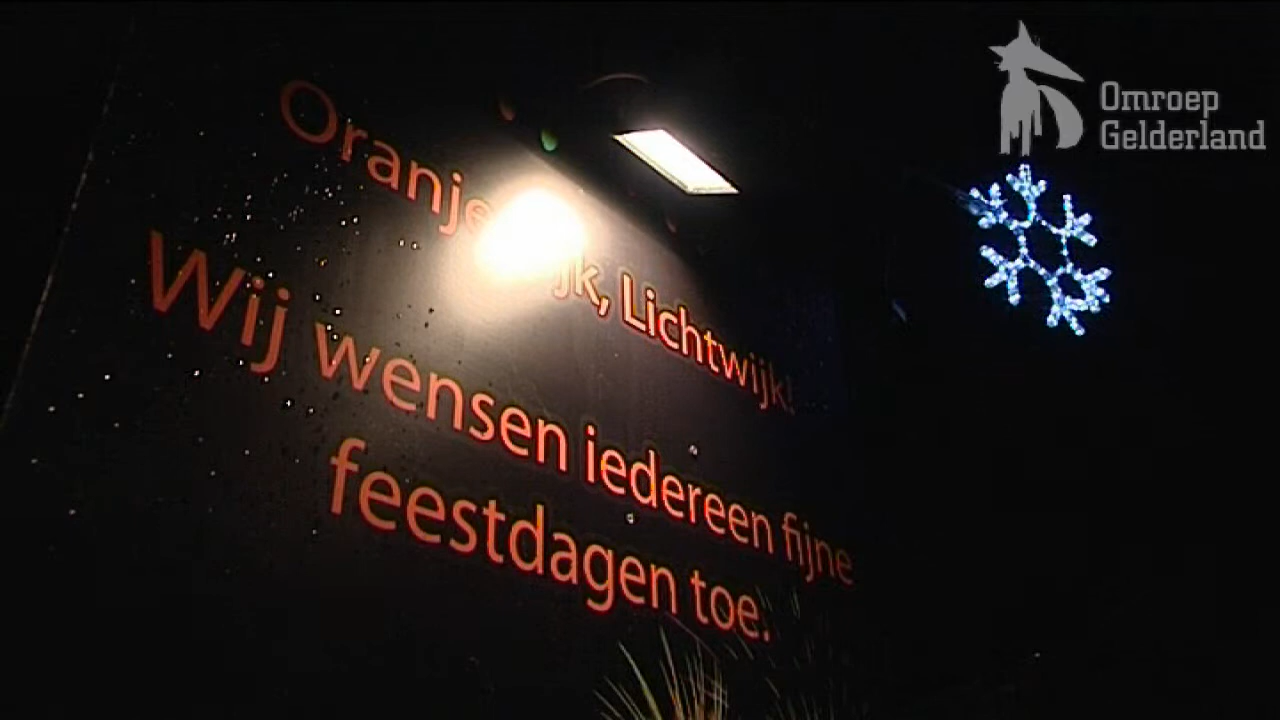 Omroep
Gelderland
Lichtwijk!
Wij wensen iedereen fijne
feestdagen toe.